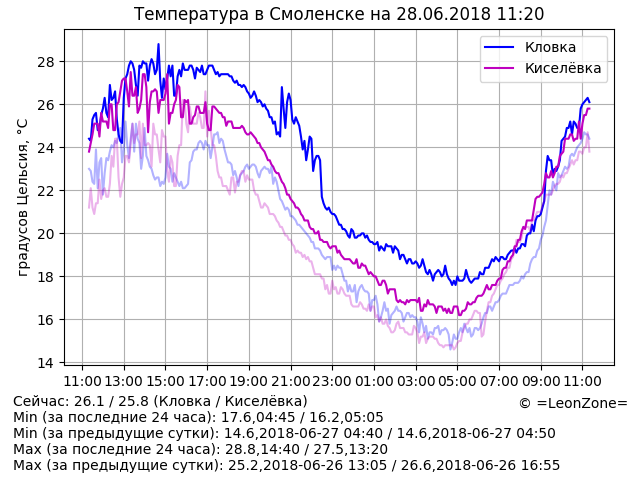 Температура в Смоленске на 28.06.2018 11:20
Кловка
Киселёвка
градусов Цельсия, °C
28
26
24
22
20
18
16
14
11:00 13:00 15:00 17:00 19:00 21:00 23:00 01:00 03:00 05:00 07:00 09:00 11:00
Сейчас: 26.1 / 25.8 (Кловка / Киселёвка)
© =LeonZone=
Min (за последние 24 часа): 17.6,04:45 / 16.2,05:05
Min (за предыдущие сутки): 14.6,2018-06-27 04:40 / 14.6,2018-06-27 04:50
Max (за последние 24 часа): 28.8,14:40 / 27.5,13:20
Max (за предыдущие сутки): 25.2,2018-06-26 13:05 / 26.6,2018-06-26 16:55